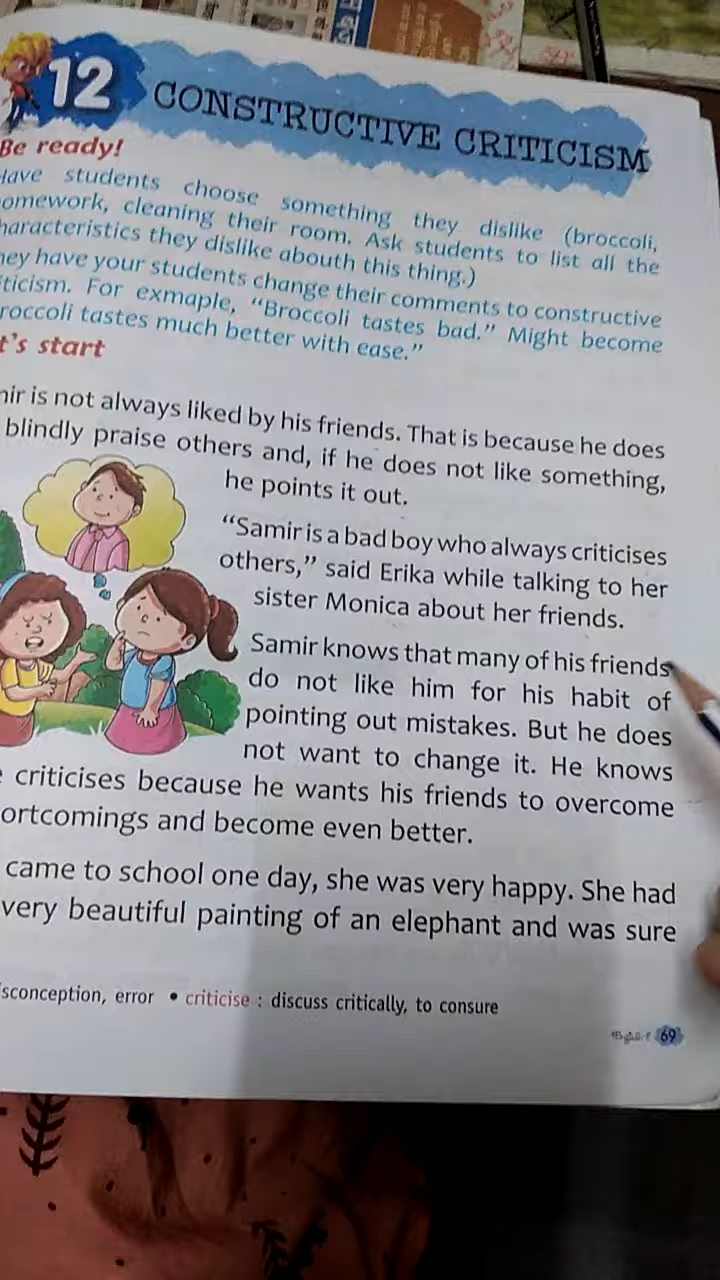 12 CONSTRUCTIVE CRITICISM
Be ready!
Have students choose something they dislike (broccoli,
omework, cleaning their room. Ask students to list all the
haracteristics they dislike abouth this thing.)
hey have your students change their comments to constructive
iticism. For exmaple, "Broccoli tastes bad." Might become
roccoli tastes much better with ease."
t's start
mir is not always liked by his friends. That is because he does
blindly praise others and, if he does not like something,
he points it out.
"Samir is a bad boy who always criticises
others," said Erika while talking to her
sister Monica about her friends.
Samir knows that many of his friends
do not like him for his habit of
pointing out mistakes. But he does
not want to change it. He knows
e criticises because he wants his friends to overcome
ortcomings and become even better.
came to school one day, she was very happy. She had
very beautiful painting of an elephant and was sure
isconception, error • criticise : discuss critically, to consure
69